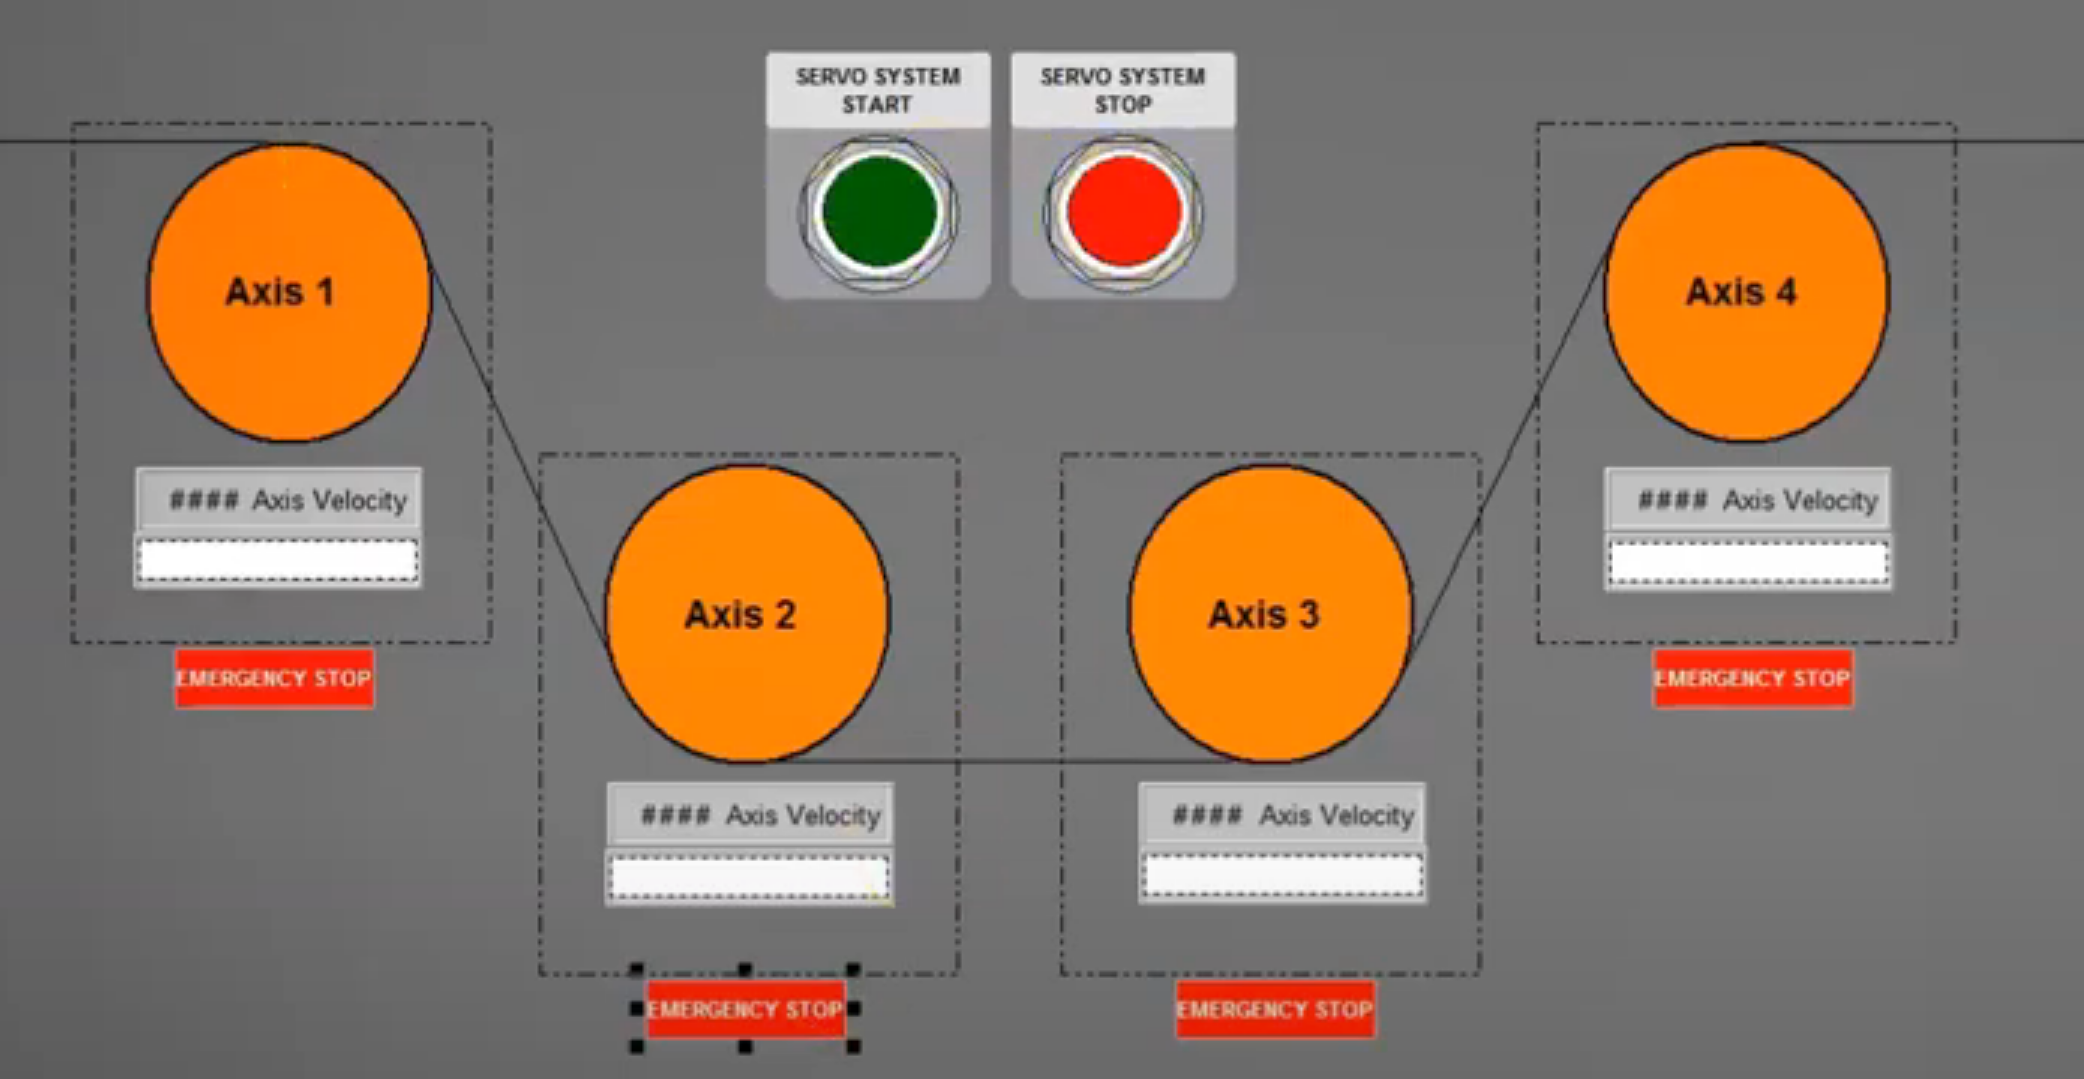 SERVO SYSTEM
START
SERVO SYSTEM
STOP
Axis 1
Axis 4
#### Axis Velocity
#### Axis Velocity
Axis 2
Axis 3
EMERGENCY STOP
EMERGENCY STOP
#### Axis Velocity
#### Axis Velocity
EMERGENCY STOP
EMERGENCY STOP